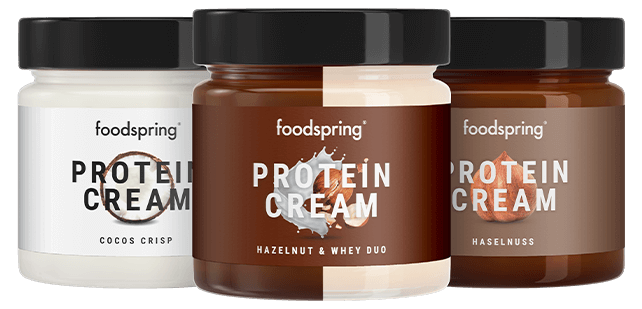 foodspring®
PROTEIN
CREAM
COCOS CRISP
foodspring®
PROTEIN
CREAM
HAZELNUT & WHEY DUO
foodspring®
PROTEIN
CREAM
HASELNUSS